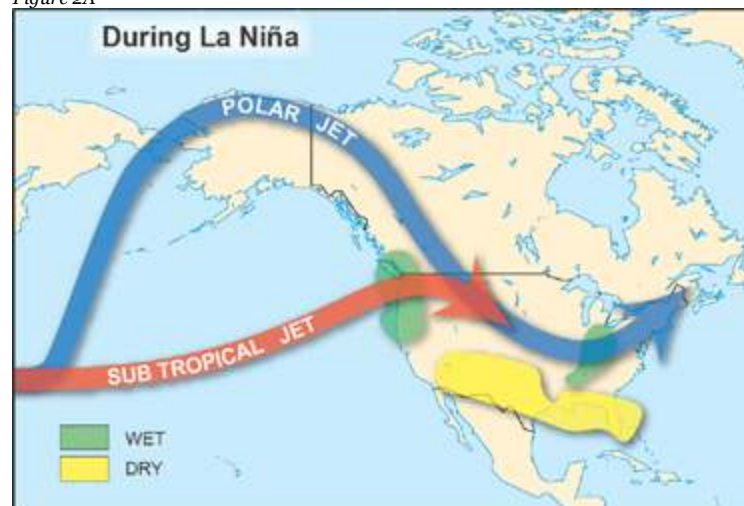 Figure 2A
During La Niña
POLAR JET
SUB TROPICAL JET
WET
DRY